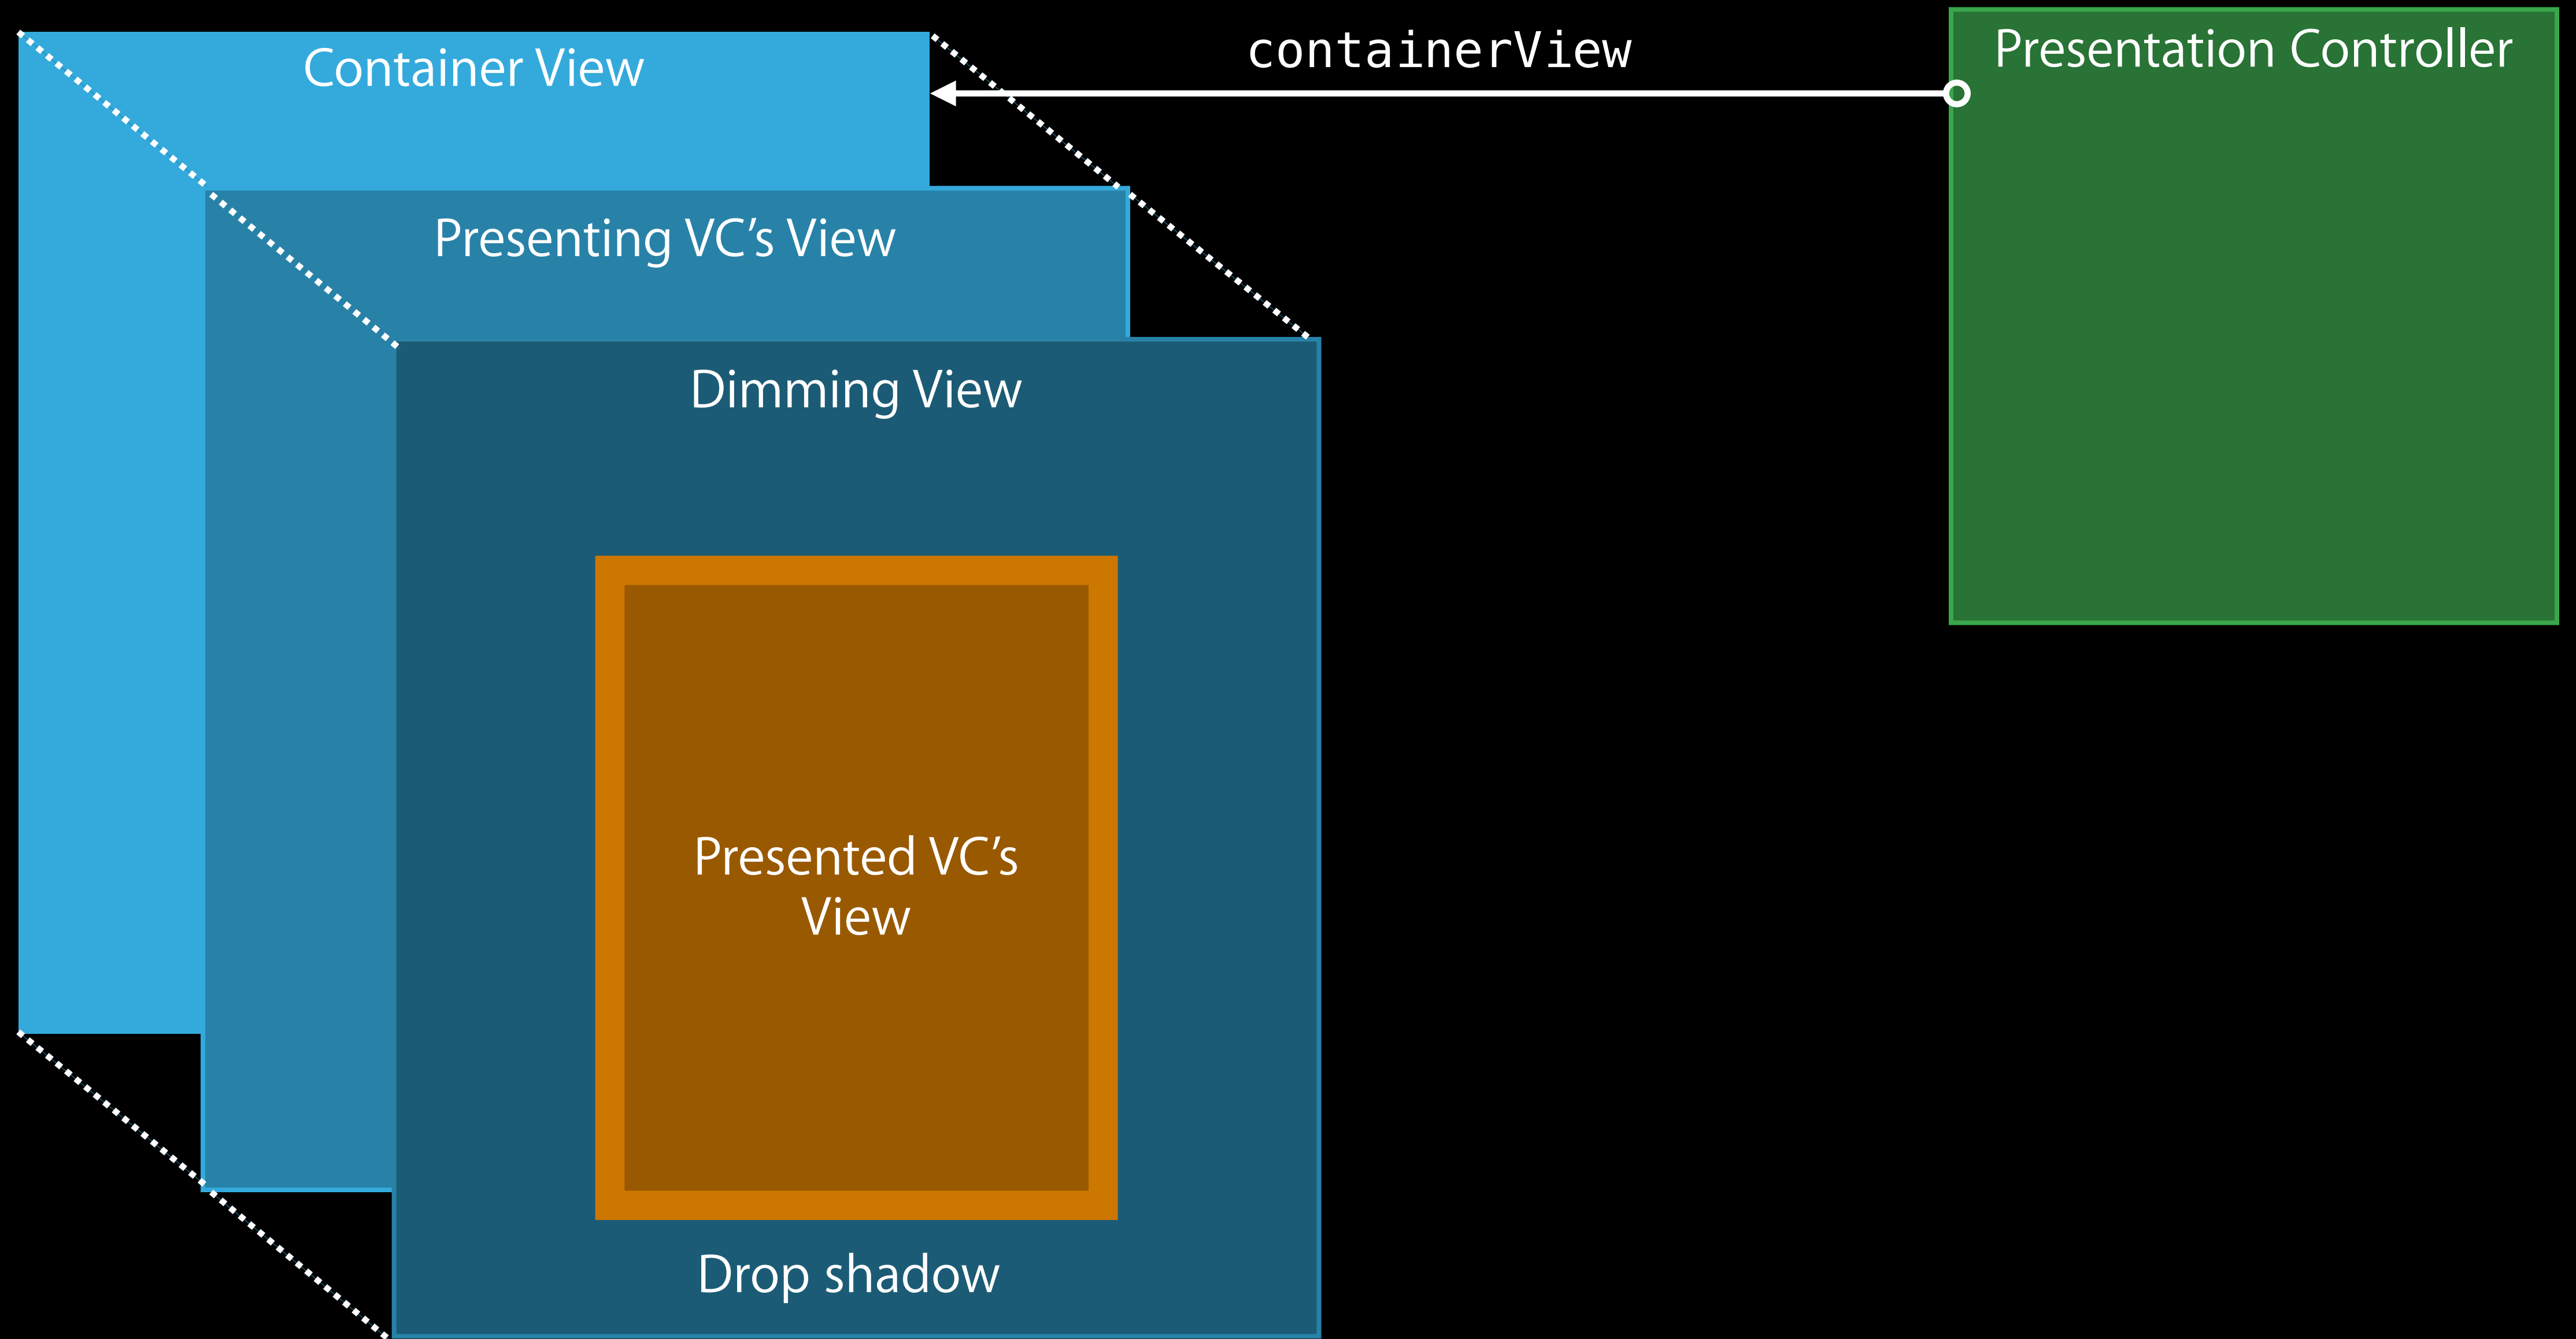 Container View
containerView
Presentation Controller
Presenting VC’s View
Dimming View
Presented VC’s
View
Drop shadow